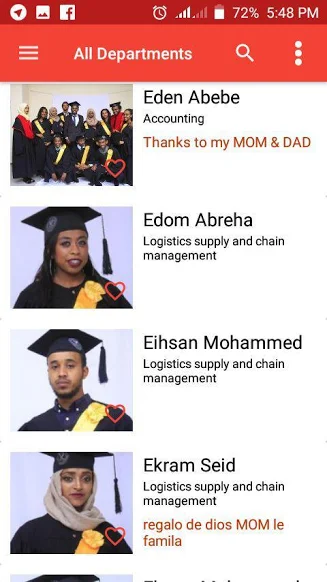 72% 5:48 PM
All Departments
Eden Abebe
Accounting
Thanks to my MOM & DAD
Edom Abreha
Logistics supply and chain
management
Eihsan Mohammed
Logistics supply and chain
management
Ekram Seid
Logistics supply and chain
management
regalo de dios MOM le
famila